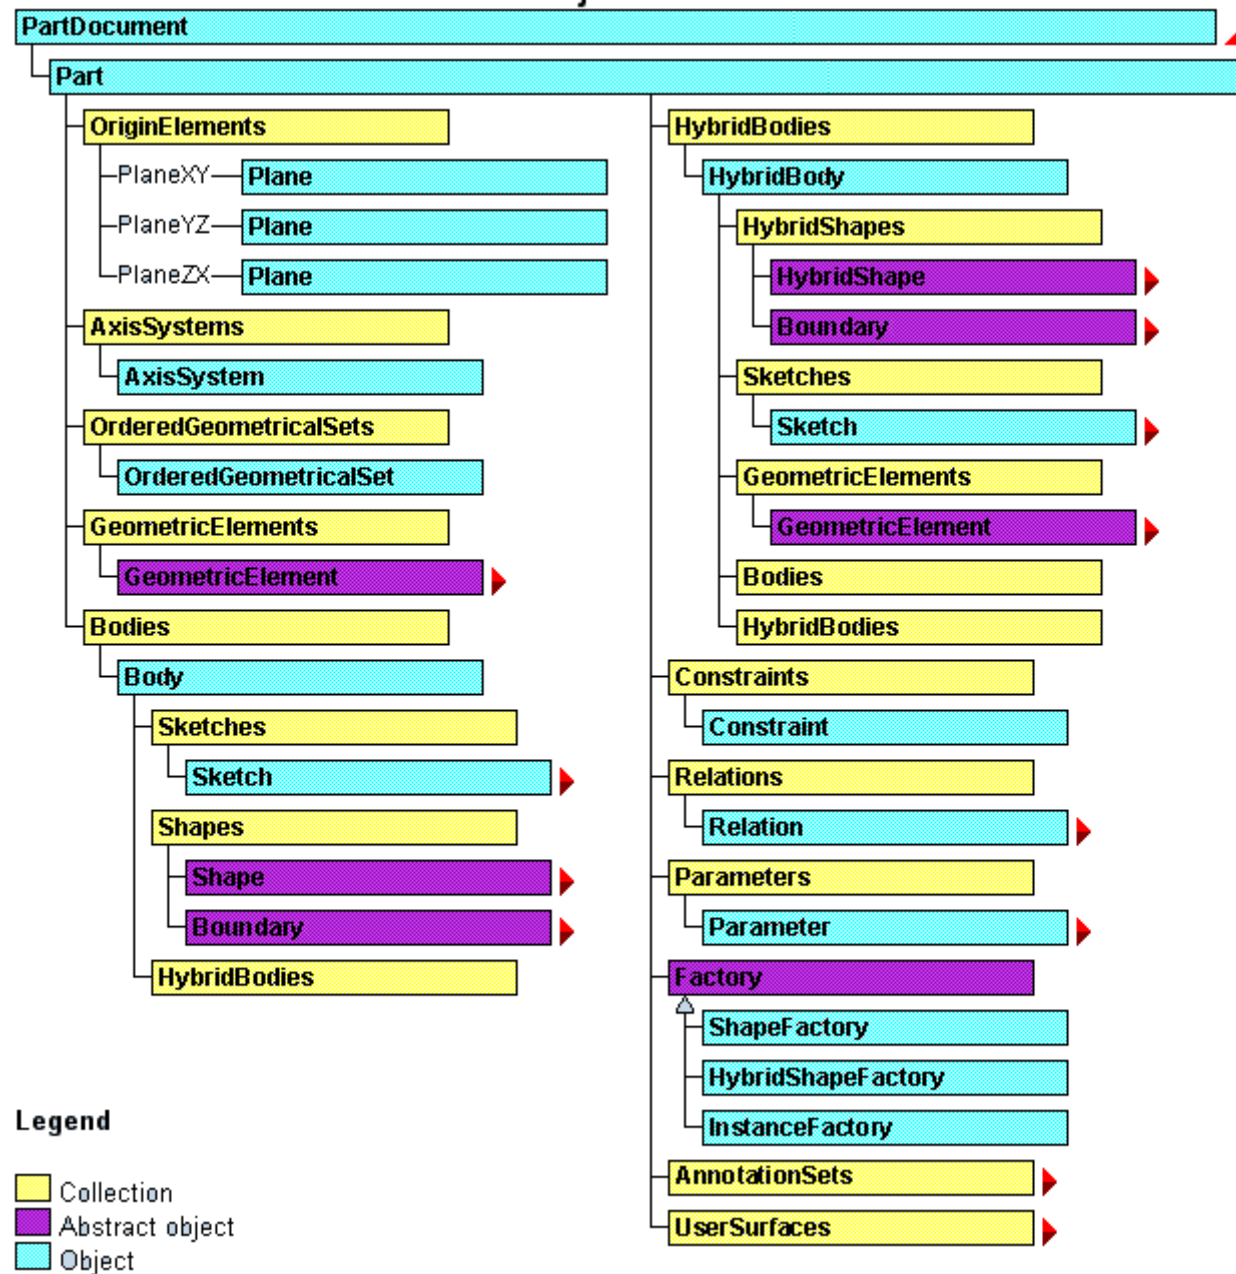 PartDocument
Part
OriginElements
PlaneXY Plane
PlaneYZ Plane
PlaneZX Plane
AxisSystems
AxisSystem
OrderedGeometricalSets
OrderedGeometricalSet
GeometricElements
GeometricElement
Bodies
Body
Sketches
Sketch
Shapes
Shape
Boundary
HybridBodies
HybridBodies
HybridBody
HybridShapes
HybridShape
Boundary
Sketches
Sketch
GeometricElements
GeometricElement
Bodies
HybridBodies
Constraints
Constraint
Relations
Relation
Parameters
Parameter
Factory
ShapeFactory
HybridShapeFactory
InstanceFactory
AnnotationSets
UserSurfaces
Legend
Collection
Abstract object
Object